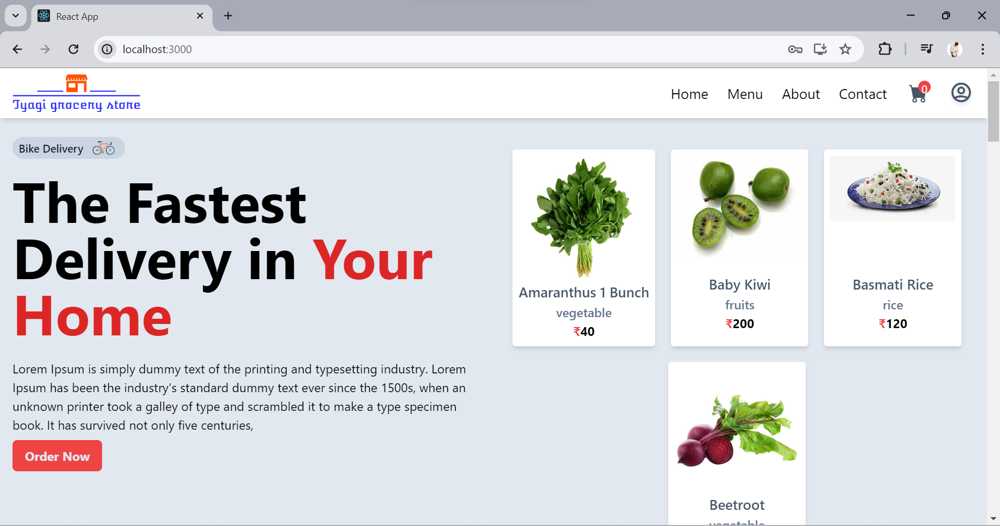 React App
localhost:3000
Tyagi grocery store
Home Menu About Contact 0
Bike Delivery
The Fastest
Delivery in Your
Home
Lorem Ipsum is simply dummy text of the printing and typesetting industry. Lorem
Ipsum has been the industry's standard dummy text ever since the 1500s, when an
unknown printer took a galley of type and scrambled it to make a type specimen
book. It has survived not only five centuries,
Order Now
Amaranthus 1 Bunch
vegetable
₹40
Baby Kiwi
fruits
₹200
Basmati Rice
rice
₹120
Beetroot
vegetable